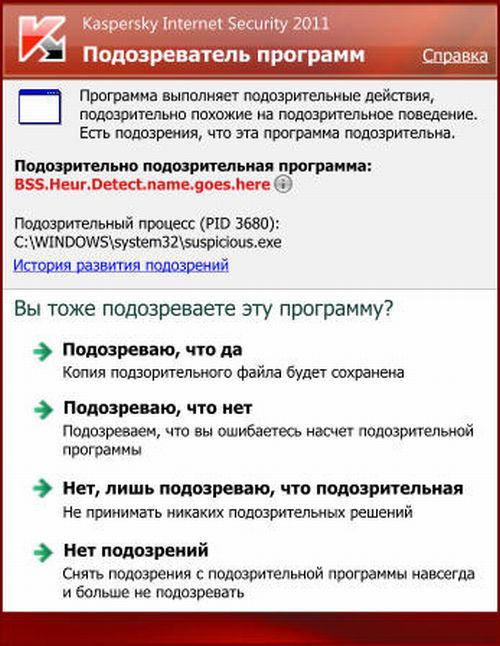 Kaspersky Internet Security 2011
Подозреватель программ
Справка
Программа выполняет подозрительные действия,
подозрительно похожие на подозрительное поведение.
Есть подозрения, что эта программа подозрительна.
Подозрительно подозрительная программа:
BSS.Heur.Detect.name.goes.here
Подозрительный процесс (PID 3680):
C:\WINDOWS\system32\suspicious.exe
История развития подозрений
Вы тоже подозреваете эту программу?
Подозреваю, что да
Копия подзорительного файла будет сохранена
Подозреваю, что нет
Подозреваем, что вы ошибаетесь насчет подозрительной
программы
Нет, лишь подозреваю, что подозрительная
Не принимать никаких подозрительных решений
Нет подозрений
Снять подозрения с подозрительной программы навсегда
и больше не подозревать